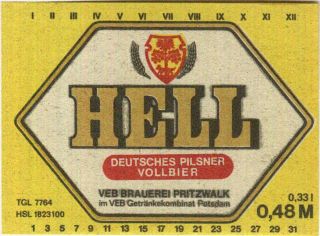 I II III IV V VI VII VIII IX X XI XII
HELL
DEUTSCHES PILSNER
VOLLBIER
VEB BRAUEREI PRITZWALK
im VEB Getränkekombinat Potsdam
TGL 7764
HSL 1823100
0,33 l
0,48 M
1 3 5 7 9 11 13 15 17 19 21 23 25 27 29 31